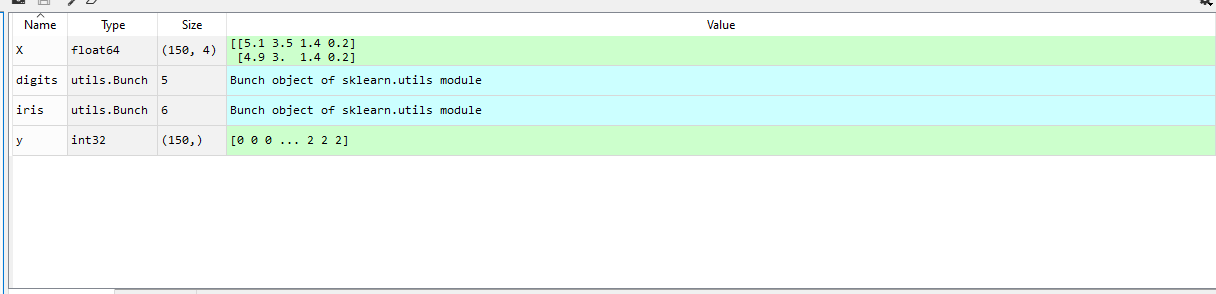 Name Type Size Value
X float64 (150, 4) [[5.1 3.5 1.4 0.2]
[4.9 3.  1.4 0.2]
digits utils.Bunch 5 Bunch object of sklearn.utils module
iris utils.Bunch 6 Bunch object of sklearn.utils module
y int32 (150,) [0 0 0 ... 2 2 2]